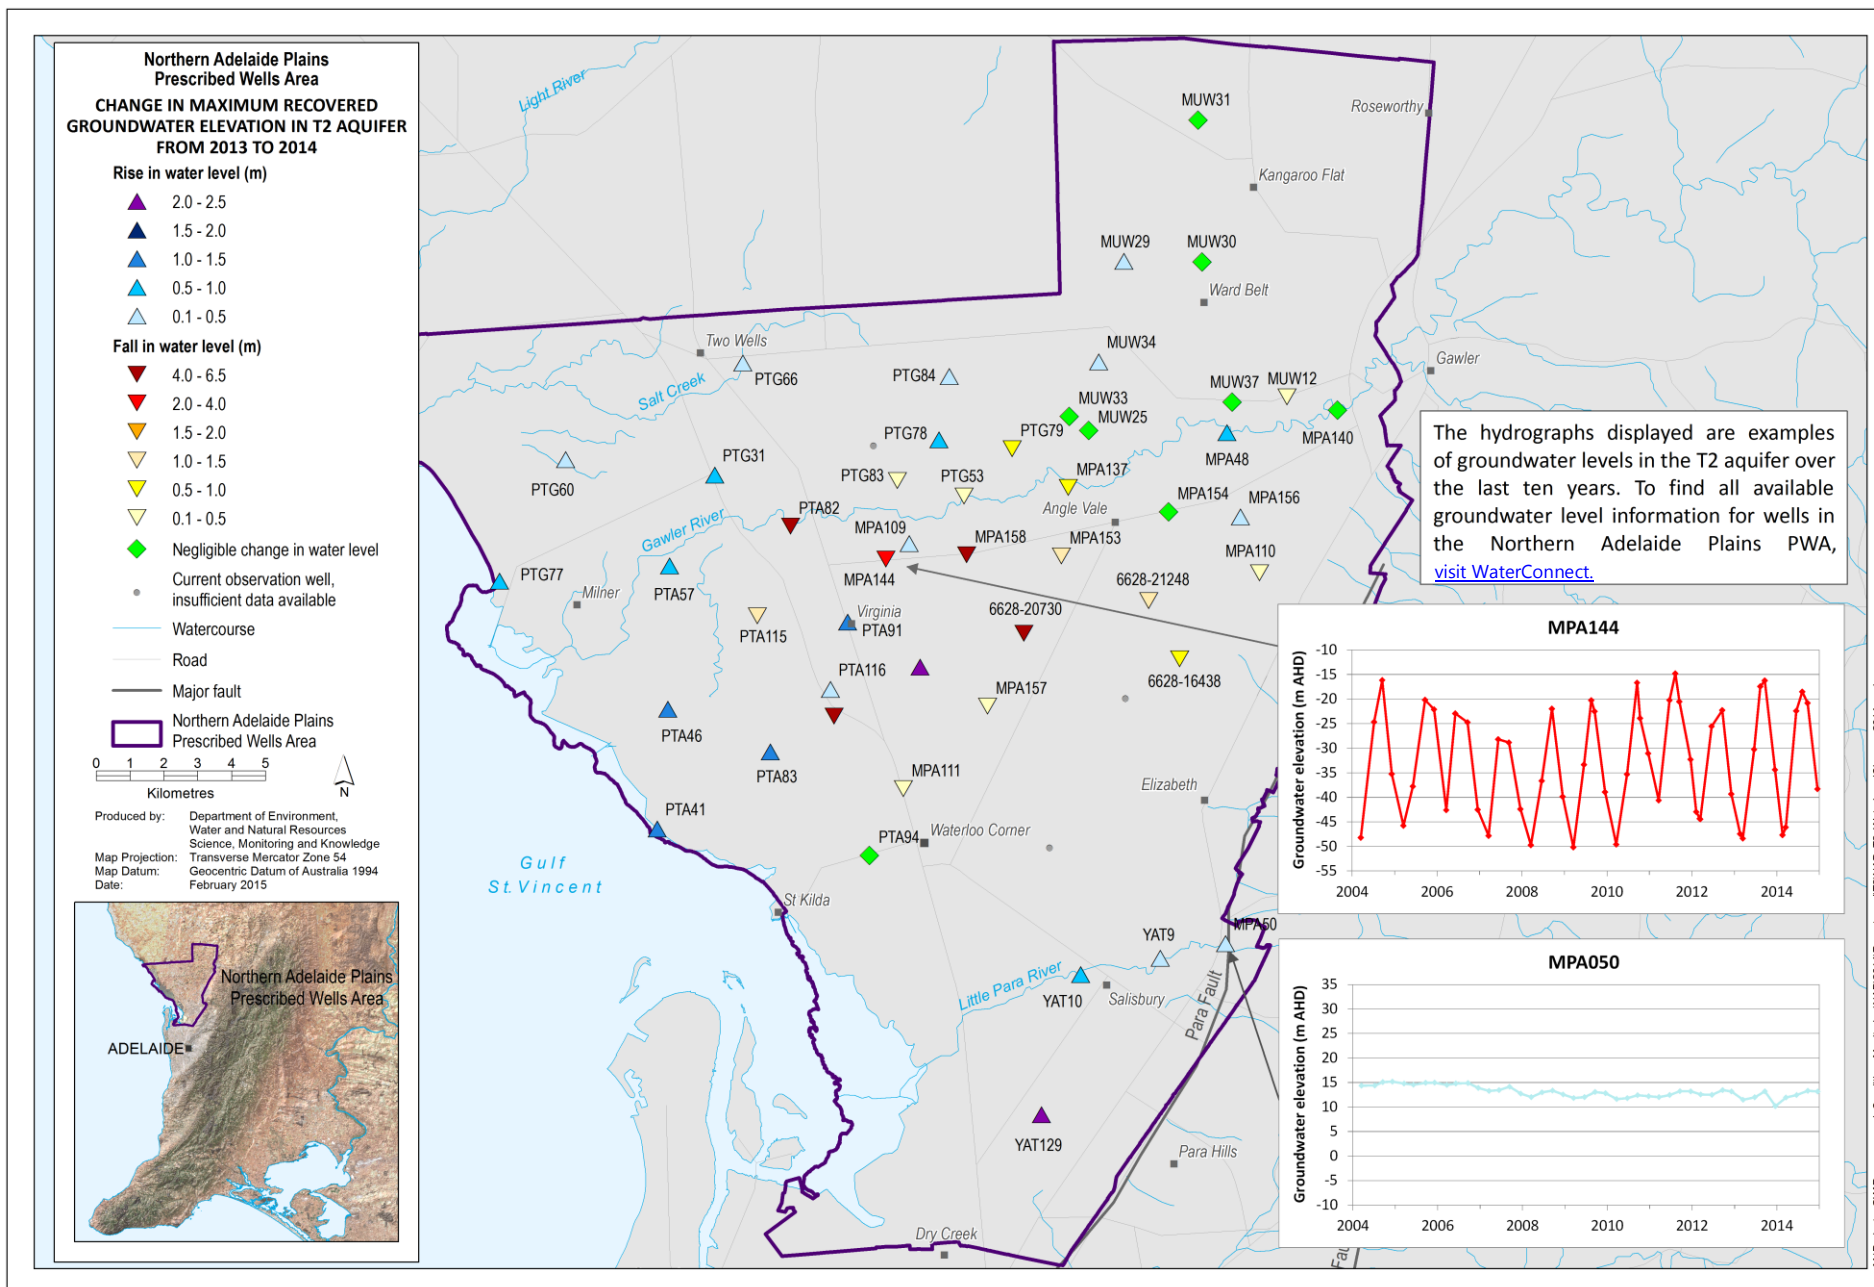 Northern Adelaide Plains
Prescribed Wells Area
CHANGE IN MAXIMUM RECOVERED
GROUNDWATER ELEVATION IN T2 AQUIFER
FROM 2013 TO 2014
Rise in water level (m)
2.0 - 2.5
1.5 - 2.0
1.0 - 1.5
0.5 - 1.0
0.1 - 0.5
Fall in water level (m)
4.0 - 6.5
2.0 - 4.0
1.5 - 2.0
1.0 - 1.5
0.5 - 1.0
0.1 - 0.5
Negligible change in water level
Current observation well,
insufficient data available
Watercourse
Road
Major fault
Northern Adelaide Plains
Prescribed Wells Area
0 1 2 3 4 5
Kilometres
N
Produced by: Department of Environment,
Water and Natural Resources
Science, Monitoring and Knowledge
Map Projection: Transverse Mercator Zone 54
Map Datum: Geocentric Datum of Australia 1994
Date: February 2015
Northern Adelaide Plains
Prescribed Wells Area
ADELAIDE
Light River
MUW31
Roseworthy
Kangaroo Flat
MUW29
MUW30
Ward Belt
Two Wells
PTG66
Salt Creek
PTG84
MUW34
Gawler
MUW37
MUW12
MUW33
MUW25
MPA140
PTG78
PTG79
MPA48
PTG31
PTG60
PTG83
PTG53
MPA137
MPA154
MPA156
Angle Vale
PTA82
Gawler River
MPA109
MPA158
MPA153
MPA110
MPA144
PTG77
Milner
PTA57
6628-21248
6628-20730
PTA115
Virginia
PTA91
PTA116
MPA157
6628-16438
PTA46
PTA83
MPA111
Elizabeth
PTA41
PTA94
Waterloo Corner
Gulf
St. Vincent
St Kilda
MPA50
YAT9
Little Para River
YAT10
Salisbury
Para Fault
YAT129
Para Hills
Dry Creek
The hydrographs displayed are examples
of groundwater levels in the T2 aquifer over
the last ten years. To find all available
groundwater level information for wells in
the Northern Adelaide Plains PWA,
visit WaterConnect.
MPA144
Groundwater elevation (m AHD)
-10
-15
-20
-25
-30
-35
-40
-45
-50
-55
2004 2006 2008 2010 2012 2014
MPA050
Groundwater elevation (m AHD)
35
30
25
20
15
10
5
0
-5
-10
2004 2006 2008 2010 2012 2014